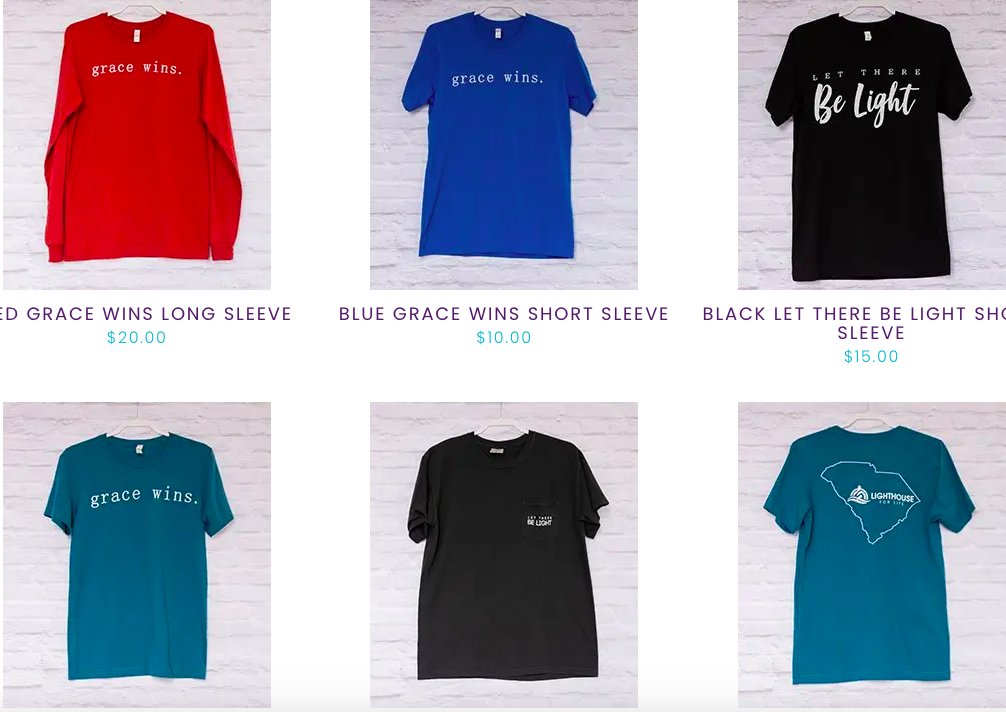 grace wins.
grace wins.
LET THERE
Be Light
ED GRACE WINS LONG SLEEVE
$20.00
BLUE GRACE WINS SHORT SLEEVE
$10.00
BLACK LET THERE BE LIGHT SHO
SLEEVE
$15.00
grace wins.
LET THERE
BE LIGHT
LIGHTHOUSE
FOR LIFE